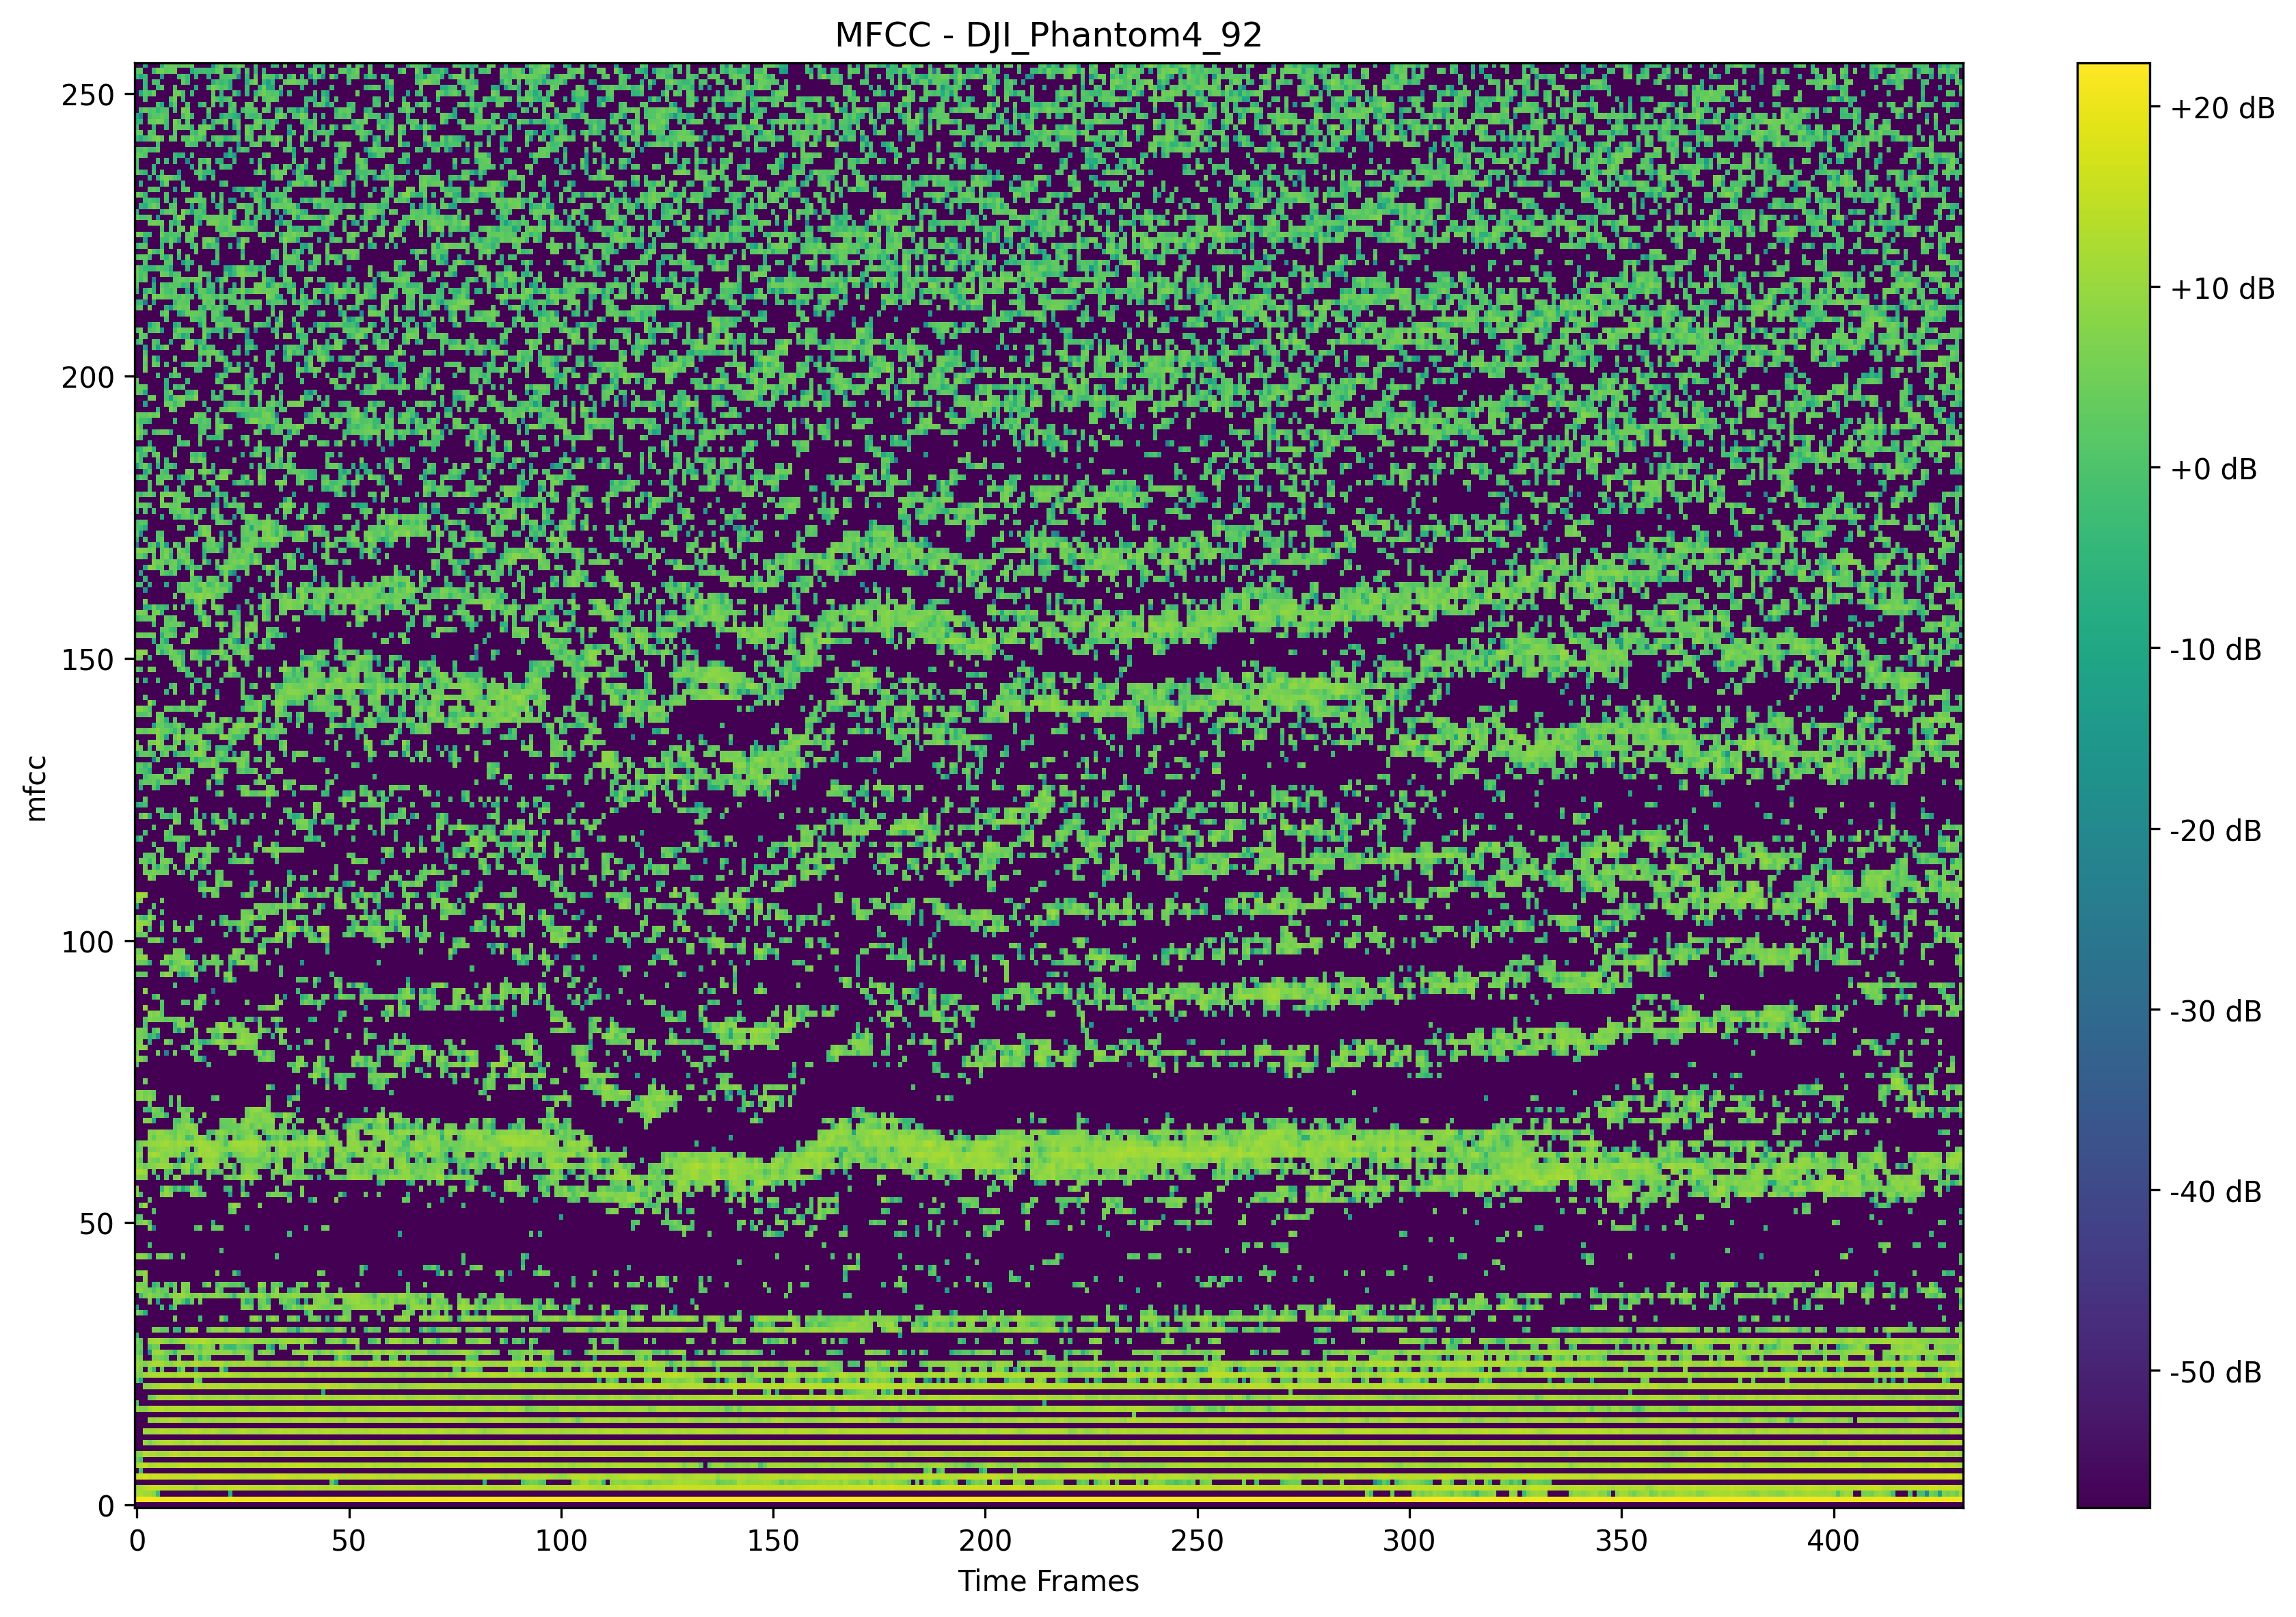 MFCC - DJI_Phantom4_92
mfcc
250
200
150
100
50
0
0 50 100 150 200 250 300 350 400
Time Frames
+20 dB
+10 dB
+0 dB
-10 dB
-20 dB
-30 dB
-40 dB
-50 dB